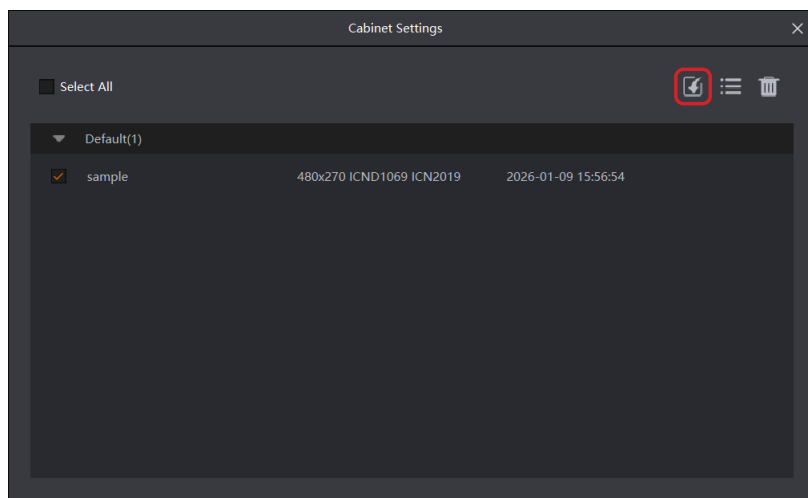 Cabinet Settings
Select All
Default(1)
sample 480x270 ICND1069 ICN2019 2026-01-09 15:56:54